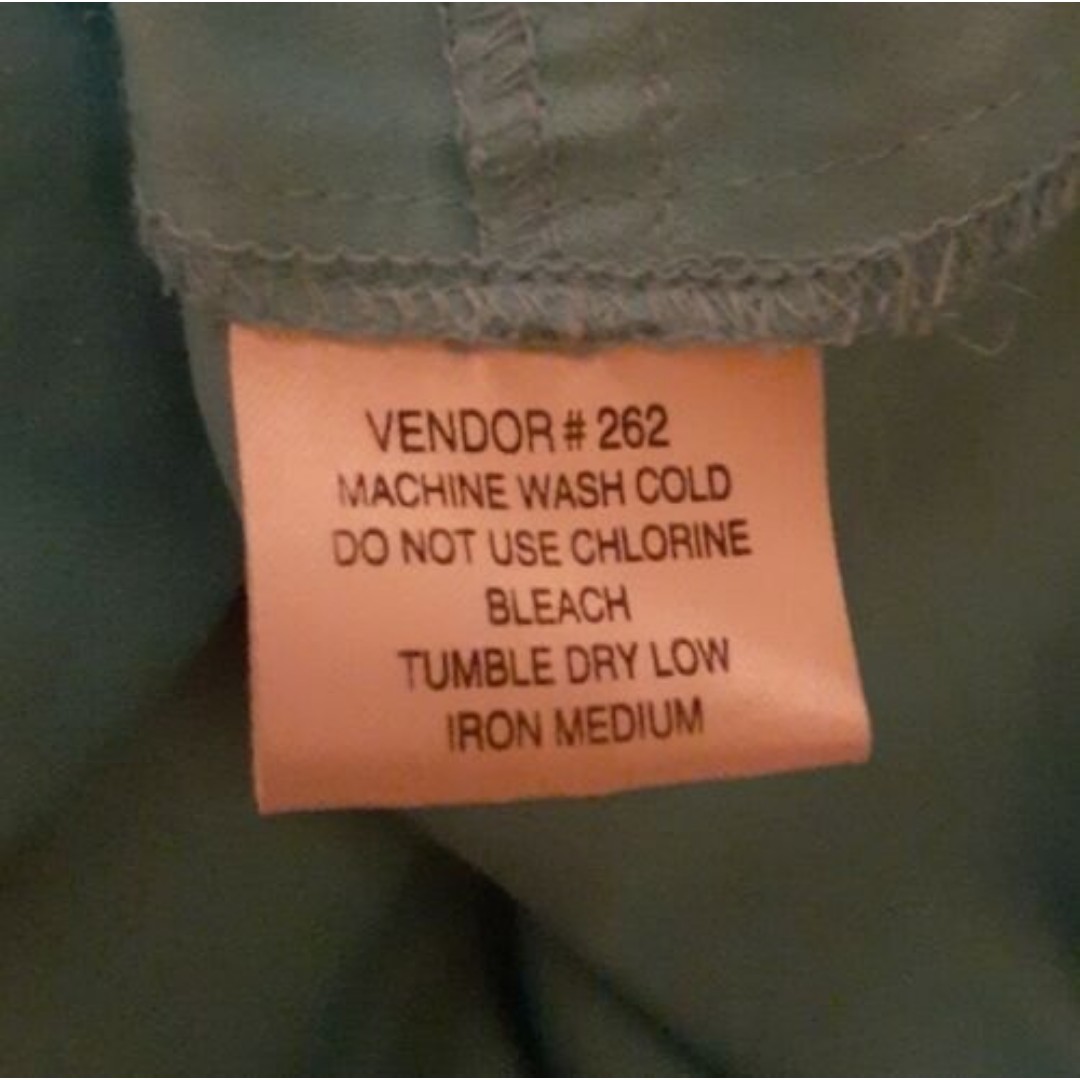 VENDOR # 262
MACHINE WASH COLD
DO NOT USE CHLORINE
BLEACH
TUMBLE DRY LOW
IRON MEDIUM